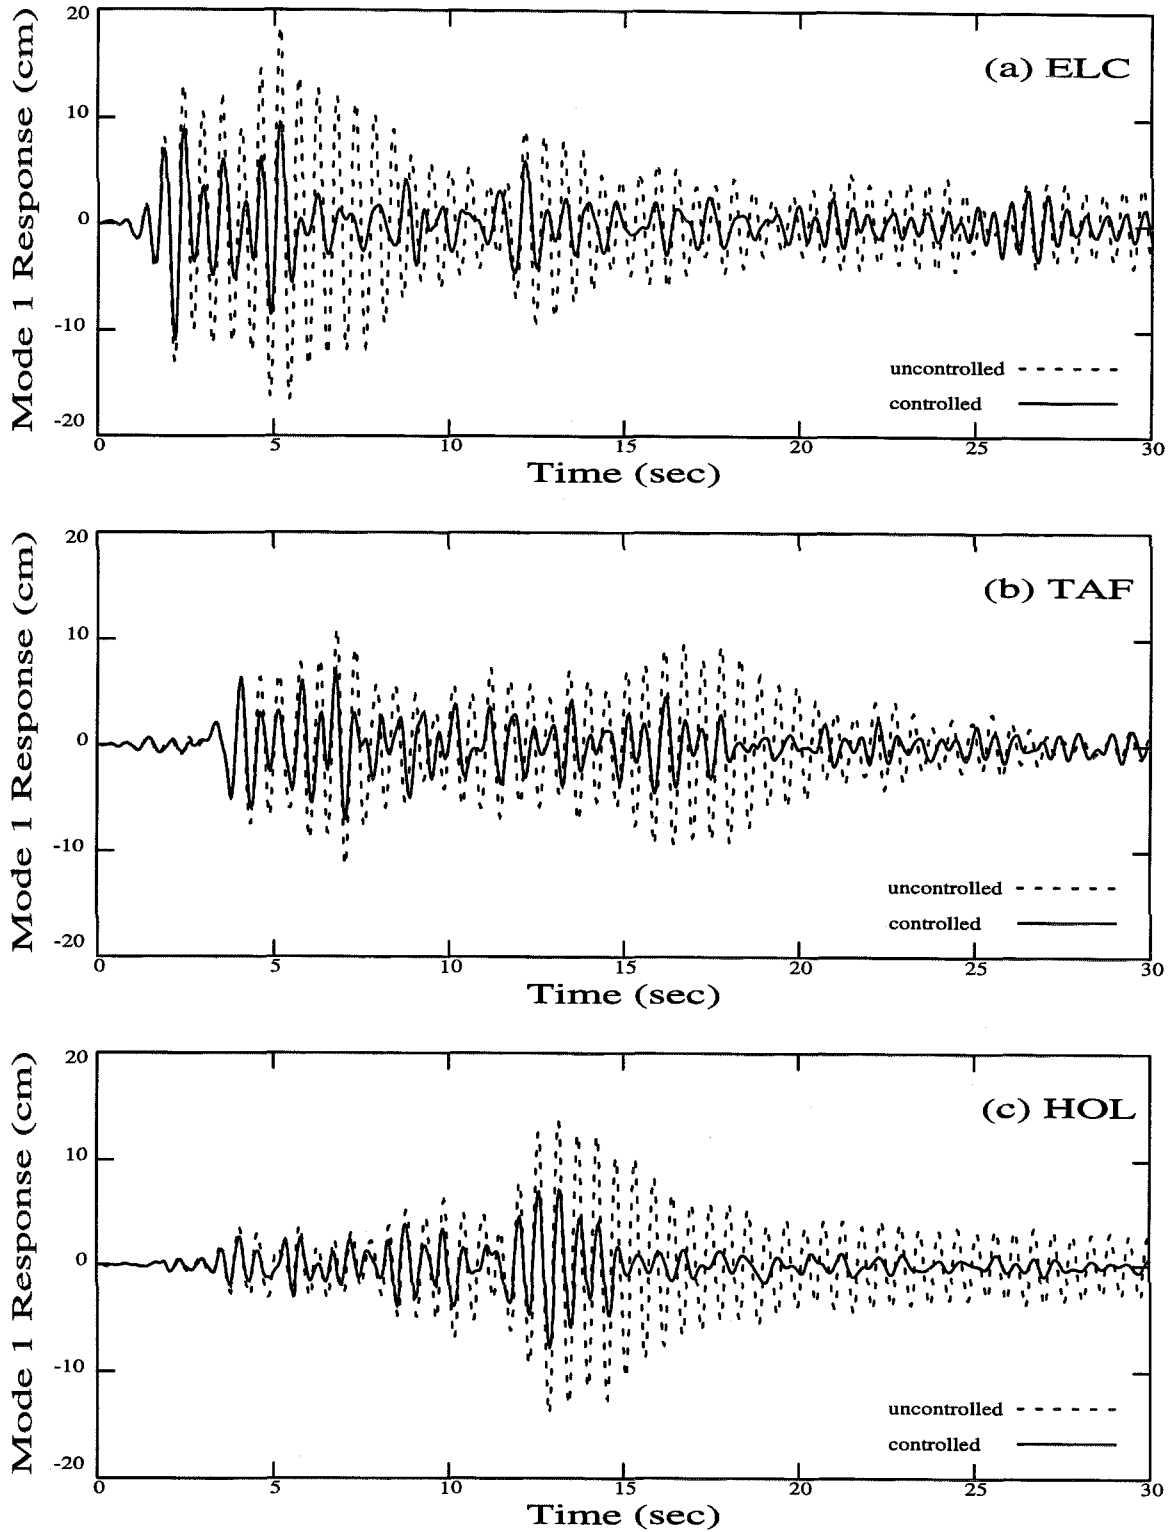 20
10
0
-10
-20
Mode 1 Response (cm)
(a) ELC
uncontrolled
controlled
0 5 10 15 20 25 30
Time (sec)
20
10
0
-10
-20
Mode 1 Response (cm)
(b) TAF
uncontrolled
controlled
0 5 10 15 20 25 30
Time (sec)
20
10
0
-10
-20
Mode 1 Response (cm)
(c) HOL
uncontrolled
controlled
0 5 10 15 20 25 30
Time (sec)